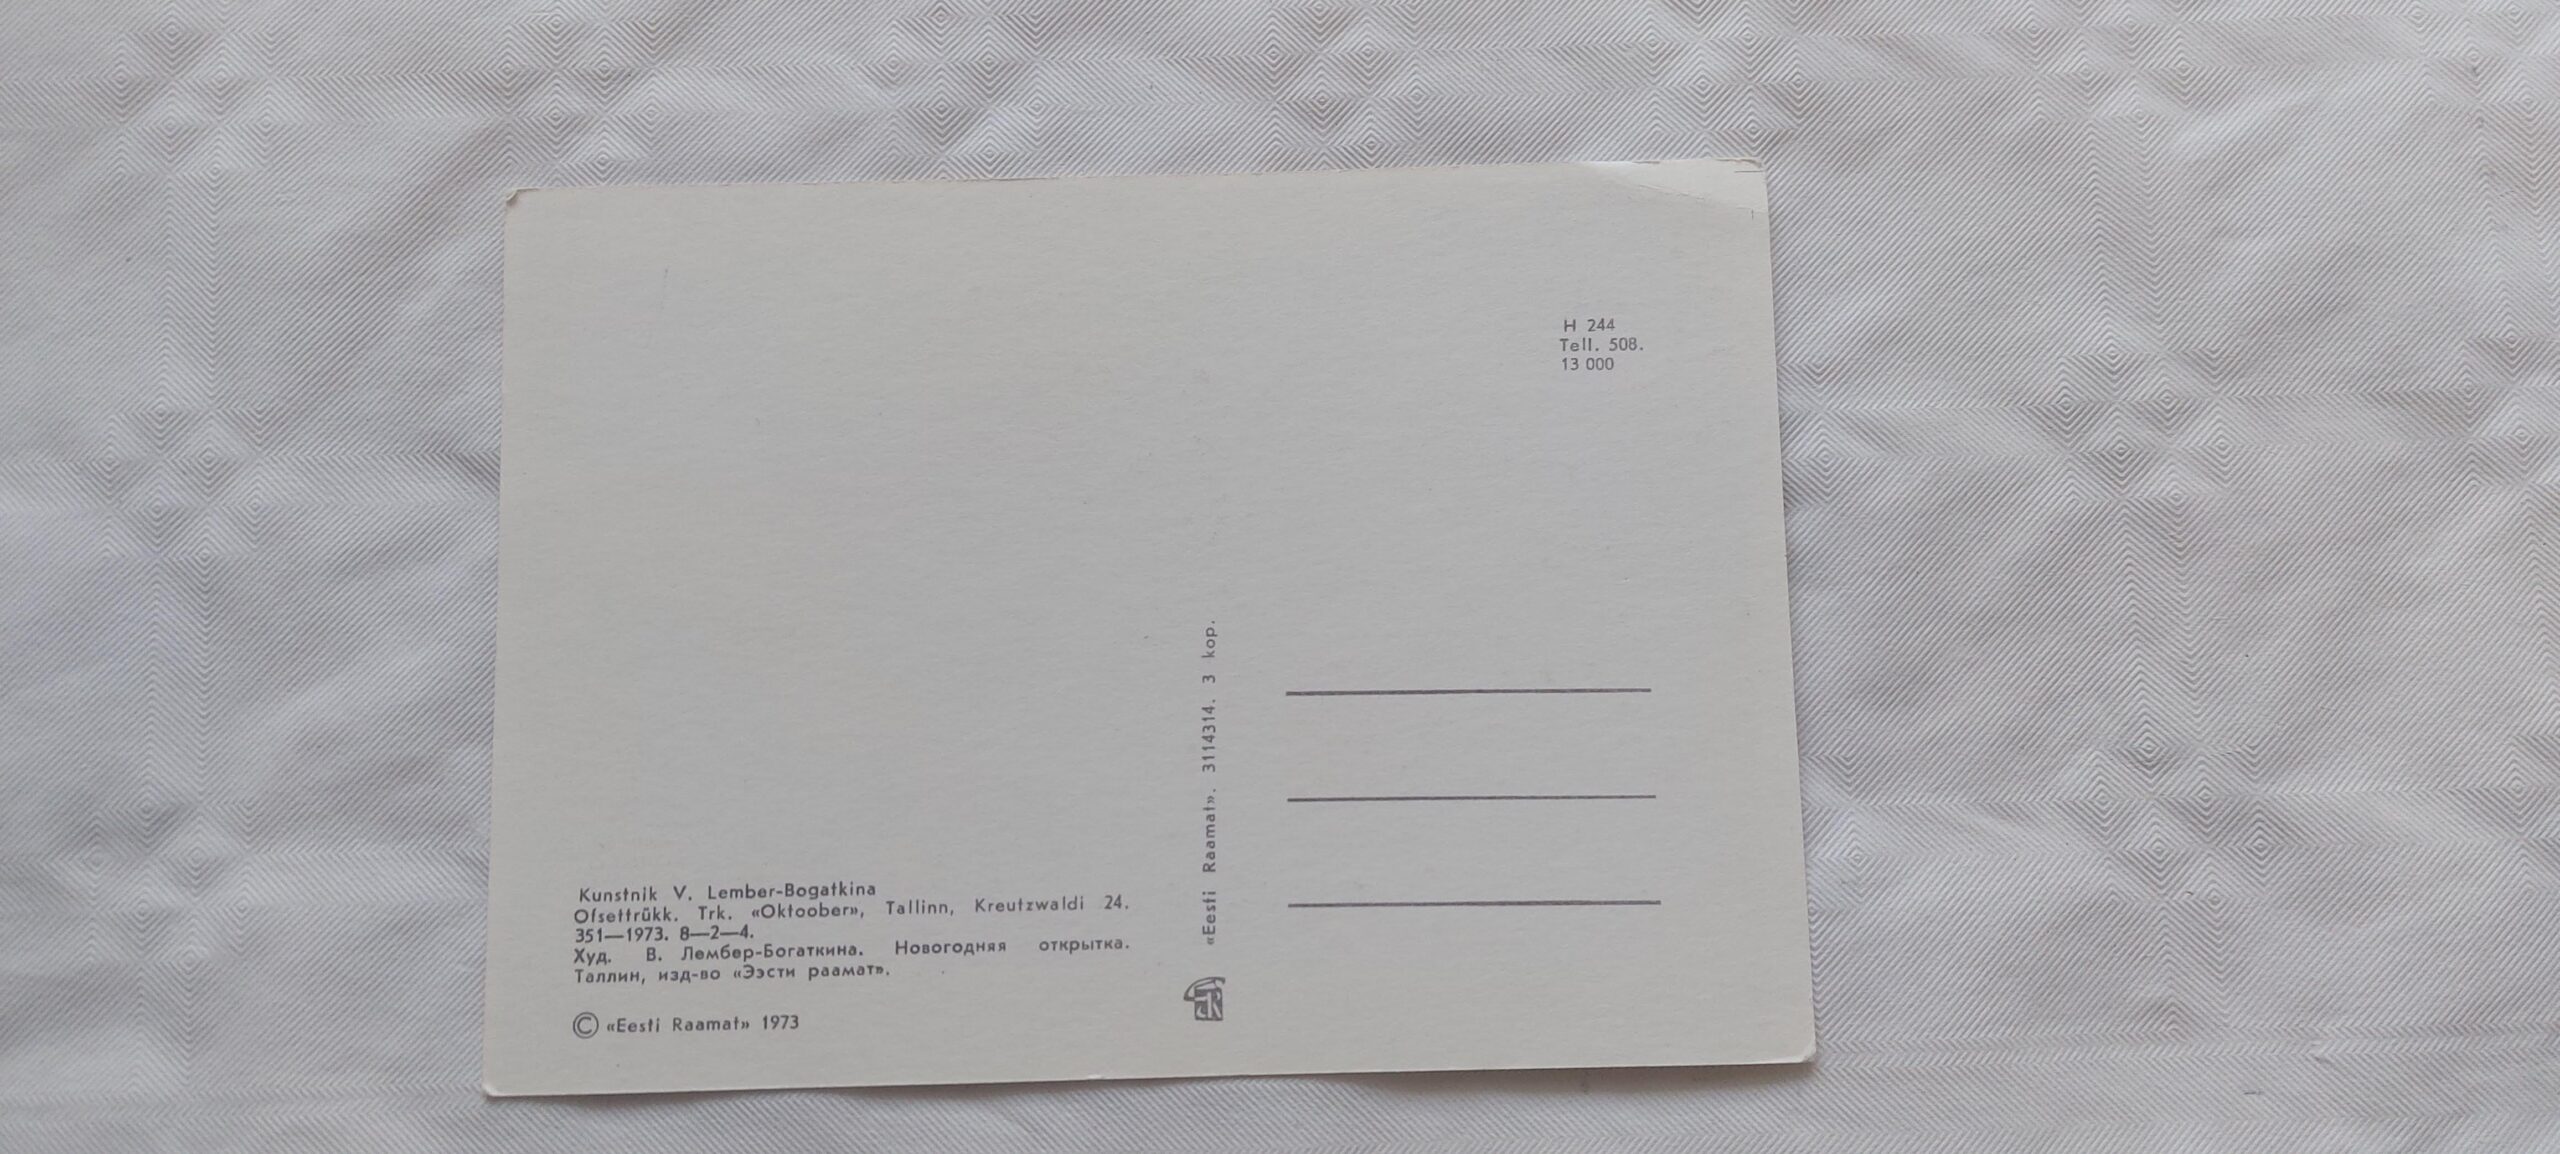 H 244
Tell. 508.
13 000
«Eesti Raamat». 3114314. 3 kop.
Kunstnik V. Lember-Bogatkina
Ofsettrükk. Trk. «Oktoober», Tallinn, Kreutzwaldi 24.
351—1973. 8—2—4.
Худ. В. Лембер-Богаткина. Новогодняя открытка.
Таллин, изд-во «Ээсти раамат».
© «Eesti Raamat» 1973
ER